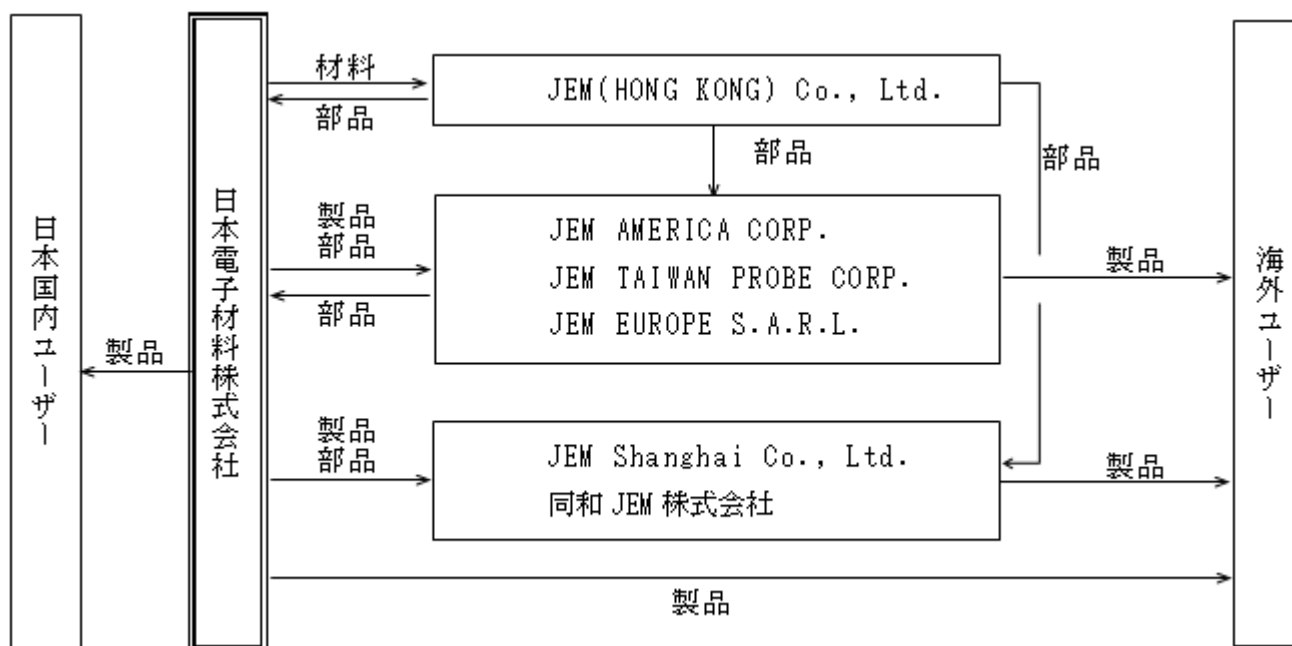 日本国内ユーザー
製品
日本電子材料株式会社
材料
部品
JEM(HONG KONG) Co., Ltd.
部品
部品
製品
部品
部品
JEM AMERICA CORP.
JEM TAIWAN PROBE CORP.
JEM EUROPE S.A.R.L.
製品
製品
部品
JEM Shanghai Co., Ltd.
同和 JEM 株式会社
製品
製品
海外ユーザー